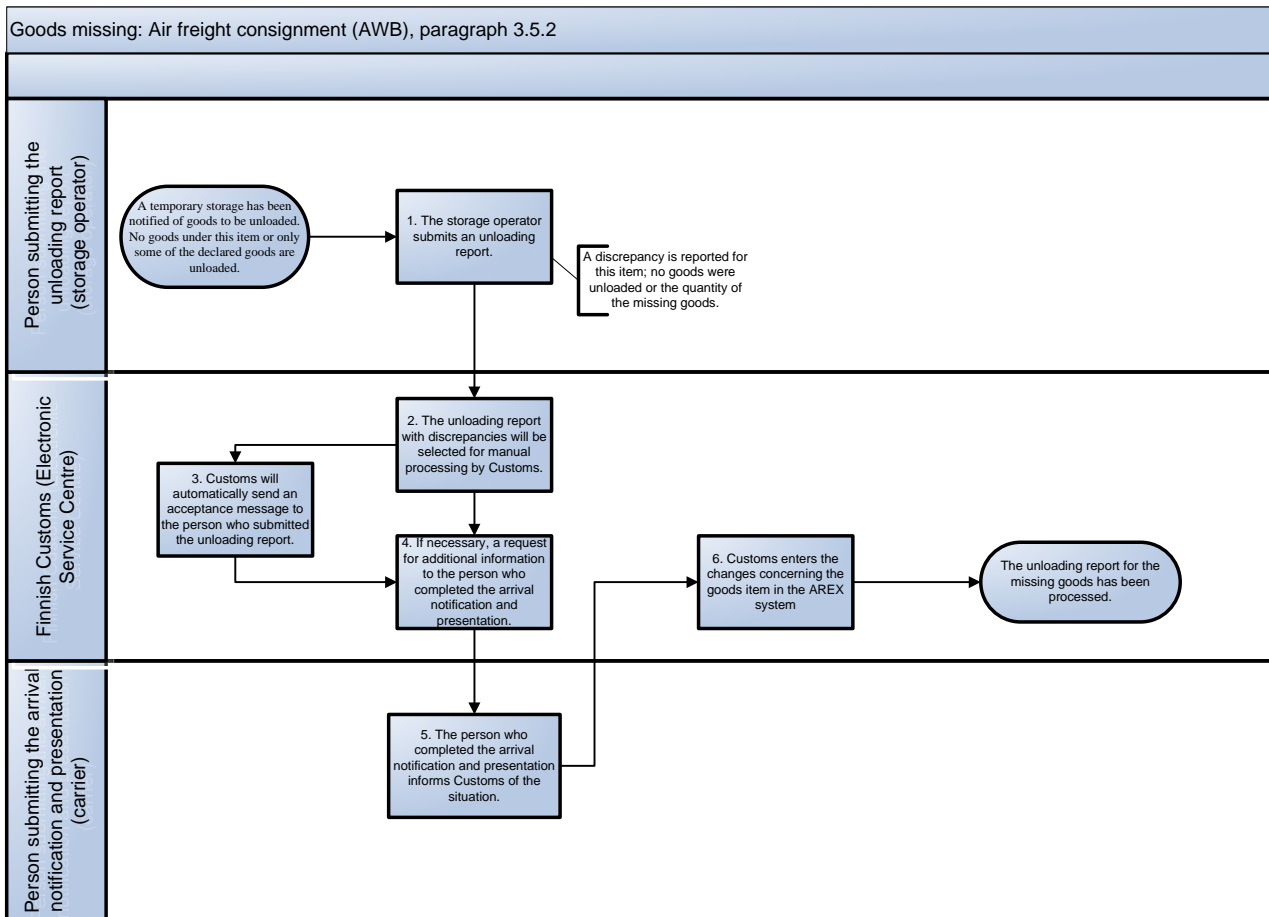 Goods missing: Air freight consignment (AWB), paragraph 3.5.2
Person submitting the
unloading report
(storage operator)
A temporary storage has been
notified of goods to be unloaded.
No goods under this item or only
some of the declared goods are
unloaded.
1. The storage operator
submits an unloading
report.
A discrepancy is reported for
this item; no goods were
unloaded or the quantity of
the missing goods.
Finnish Customs (Electronic
Service Centre)
2. The unloading report
with discrepancies will be
selected for manual
processing by Customs.
3. Customs will
automatically send an
acceptance message to
the person who submitted
the unloading report.
4. If necessary, a request
for additional information
to the person who
completed the arrival
notification and
presentation.
6. Customs enters the
changes concerning the
goods item in the AREX
system
The unloading report for the
missing goods has been
processed.
Person submitting the arrival
notification and presentation
(carrier)
5. The person who
completed the arrival
notification and presentation
informs Customs of the
situation.